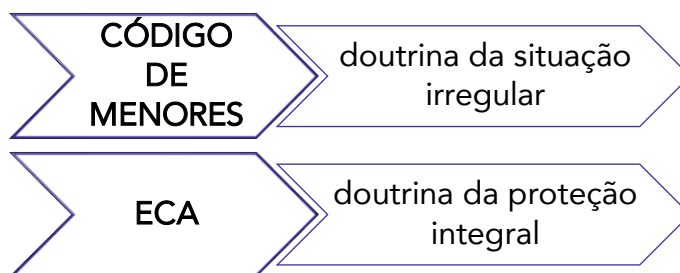 CÓDIGO
DE
MENORES
doutrina da situação
irregular
ECA
doutrina da proteção
integral